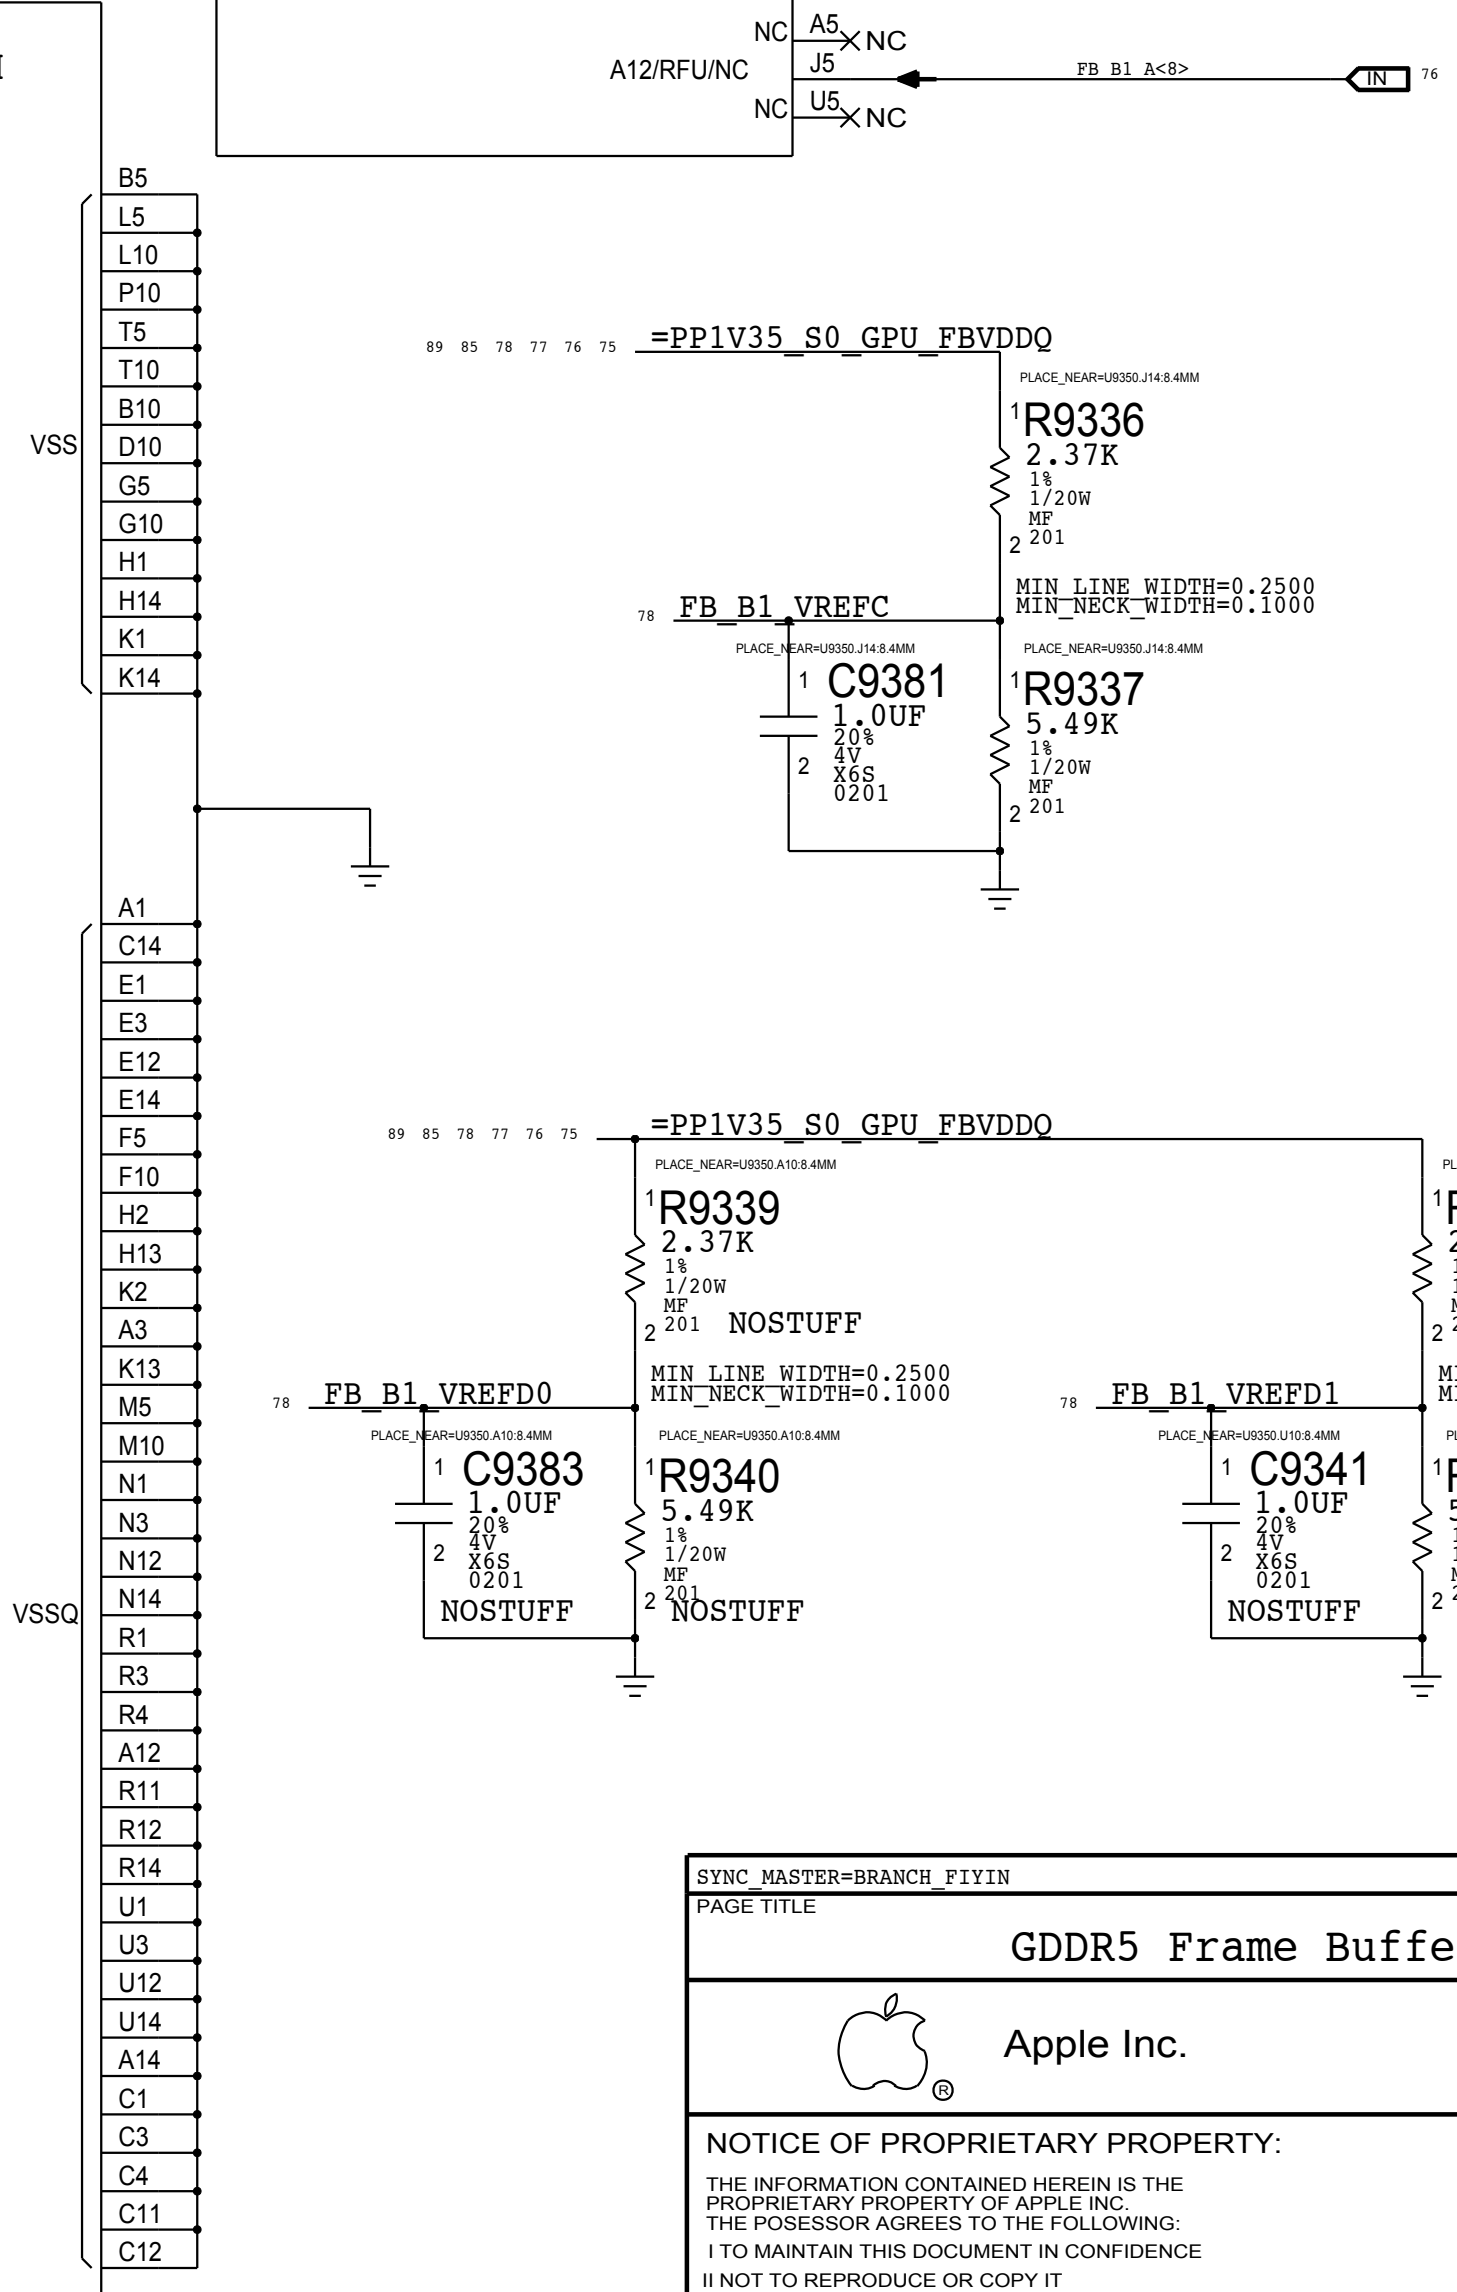 NC A5 NC
A12/RFU/NC J5 FB_B1_A<8> IN 76
NC U5 NC
B5
L5
L10
P10
T5
T10
B10
D10
VSS
G5
G10
H1
H14
K1
K14
89 85 78 77 76 75 =PP1V35_S0_GPU_FBVDDQ
PLACE_NEAR=U9350.J14:8.4MM
1 R9336
2.37K
1%
1/20W
MF
2 201
MIN_LINE_WIDTH=0.2500
MIN_NECK_WIDTH=0.1000
78 FB_B1_VREFC
PLACE_NEAR=U9350.J14:8.4MM
1 C9381
1.0UF
20%
4V
2 X6S
0201
PLACE_NEAR=U9350.J14:8.4MM
1 R9337
5.49K
1%
1/20W
MF
2 201
A1
C14
E1
E3
E12
E14
F5
F10
H2
H13
K2
A3
K13
M5
M10
N1
N3
N12
N14
VSSQ
R1
R3
R4
A12
R11
R12
R14
U1
U3
U12
U14
A14
C1
C3
C4
C11
C12
89 85 78 77 76 75 =PP1V35_S0_GPU_FBVDDQ
PLACE_NEAR=U9350.A10:8.4MM
1 R9339
2.37K
1%
1/20W
MF
2 201 NOSTUFF
MIN_LINE_WIDTH=0.2500
MIN_NECK_WIDTH=0.1000
78 FB_B1_VREFD0
PLACE_NEAR=U9350.A10:8.4MM
1 C9383
1.0UF
20%
4V
2 X6S
0201
NOSTUFF
PLACE_NEAR=U9350.A10:8.4MM
1 R9340
5.49K
1%
1/20W
MF
2 201
NOSTUFF
78 FB_B1_VREFD1
PLACE_NEAR=U9350.U10:8.4MM
1 C9341
1.0UF
20%
4V
2 X6S
0201
NOSTUFF
1
2
1
2
SYNC_MASTER=BRANCH_FIYIN
PAGE TITLE
GDDR5 Frame Buffe
Apple Inc.
®
NOTICE OF PROPRIETARY PROPERTY:
THE INFORMATION CONTAINED HEREIN IS THE
PROPRIETARY PROPERTY OF APPLE INC.
THE POSESSOR AGREES TO THE FOLLOWING:
I TO MAINTAIN THIS DOCUMENT IN CONFIDENCE
II NOT TO REPRODUCE OR COPY IT